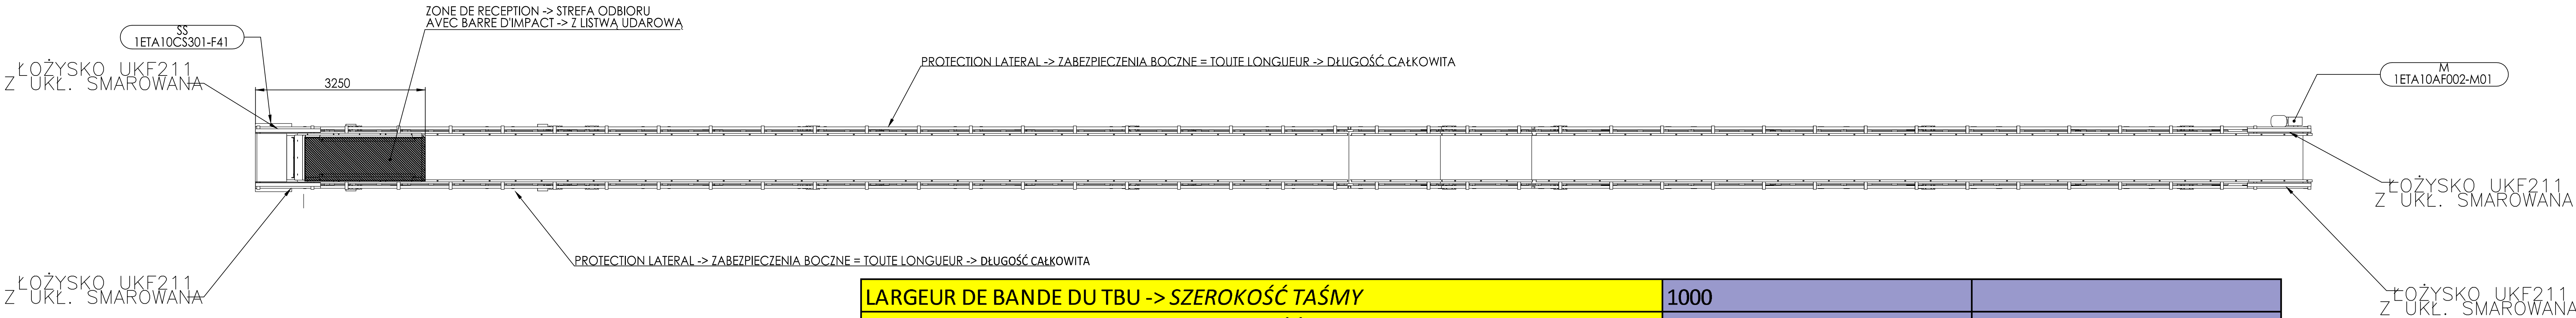 ZONE DE RECEPTION -> STREFA ODBIORU
AVEC BARRE D'IMPACT -> Z LISTWĄ UDAROWĄ
SS
1ETA10CS301-F41
ŁOŻYSKO UKF211
Z UKŁ. SMAROWANA
3250
PROTECTION LATERAL -> ZABEZPIECZENIA BOCZNE = TOUTE LONGUEUR -> DŁUGOŚĆ CAŁKOWITA
M
1ETA10AF002-M01
ŁOŻYSKO UKF211
Z UKŁ. SMAROWANA
PROTECTION LATERAL -> ZABEZPIECZENIA BOCZNE = TOUTE LONGUEUR -> DŁUGOŚĆ CAŁKOWITA
ŁOŻYSKO UKF211
Z UKŁ. SMAROWANA
LARGEUR DE BANDE DU TBU -> SZEROKOŚĆ TAŚMY 1000
ŁOŻYSKO UKF211
Z UKŁ. SMAROWANA